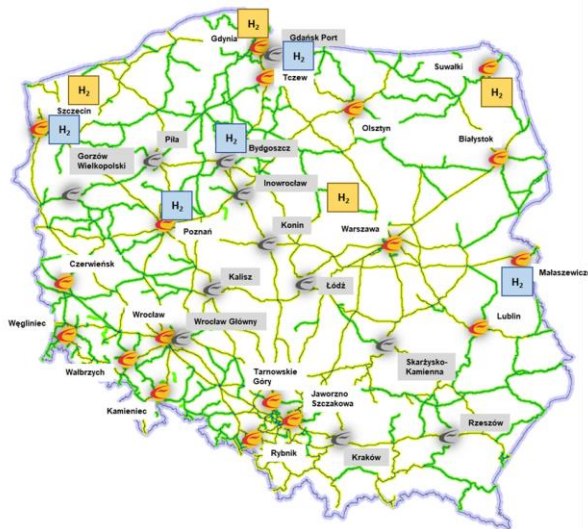 H₂
Gdynia
Gdańsk Port
H₂
Tczew
Suwałki
H₂
H₂
Szczecin
H₂
Olsztyn
Piła
H₂
Bydgoszcz
Białystok
Gorzów
Wielkopolski
Inowrocław
H₂
H₂
Poznań
Konin
Warszawa
Czerwieńsk
Kalisz
Łódź
Małaszewicze
H₂
Węgliniec
Wrocław
Wrocław Główny
Lublin
Wałbrzych
Skarżysko-
Kamienna
Kamieniec
Tarnowskie
Góry
Jaworzno
Szczakowa
Rybnik
Kraków
Rzeszów